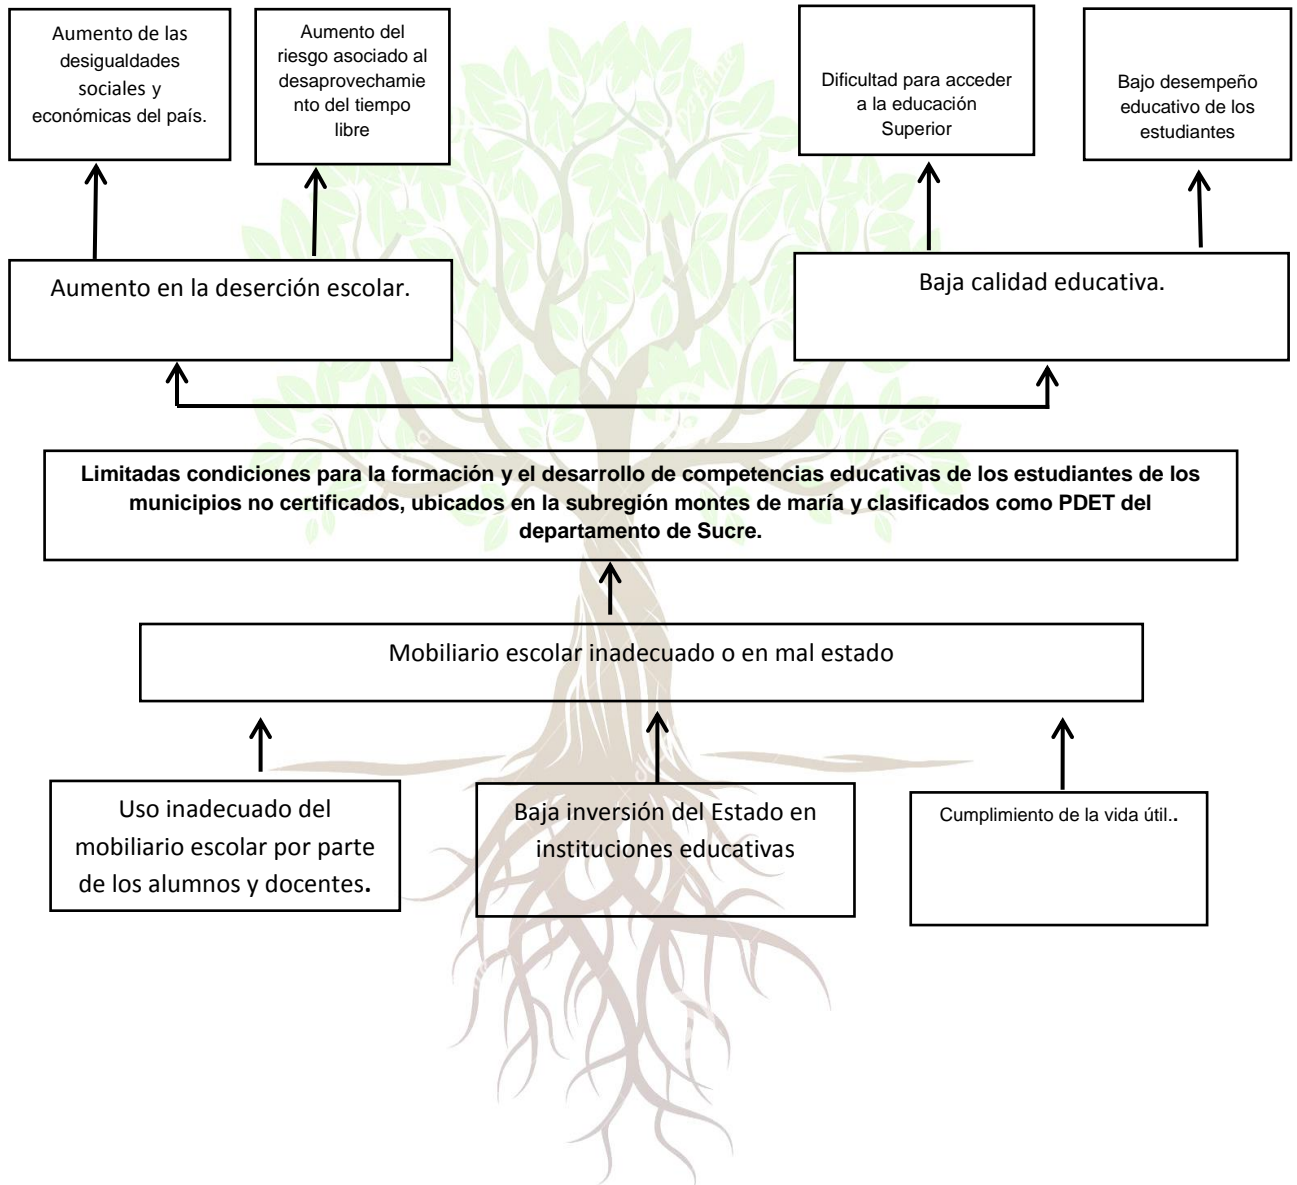 Aumento de las
desigualdades
sociales y
económicas del país.
Aumento del
riesgo asociado al
desaprovechamie
nto del tiempo
libre
Dificultad para acceder
a la educación
Superior
Bajo desempeño
educativo de los
estudiantes
Aumento en la deserción escolar.
Baja calidad educativa.
Limitadas condiciones para la formación y el desarrollo de competencias educativas de los estudiantes de los
municipios no certificados, ubicados en la subregión montes de maría y clasificados como PDET del
departamento de Sucre.
Mobiliario escolar inadecuado o en mal estado
Uso inadecuado del
mobiliario escolar por parte
de los alumnos y docentes.
Baja inversión del Estado en
instituciones educativas
Cumplimiento de la vida útil..